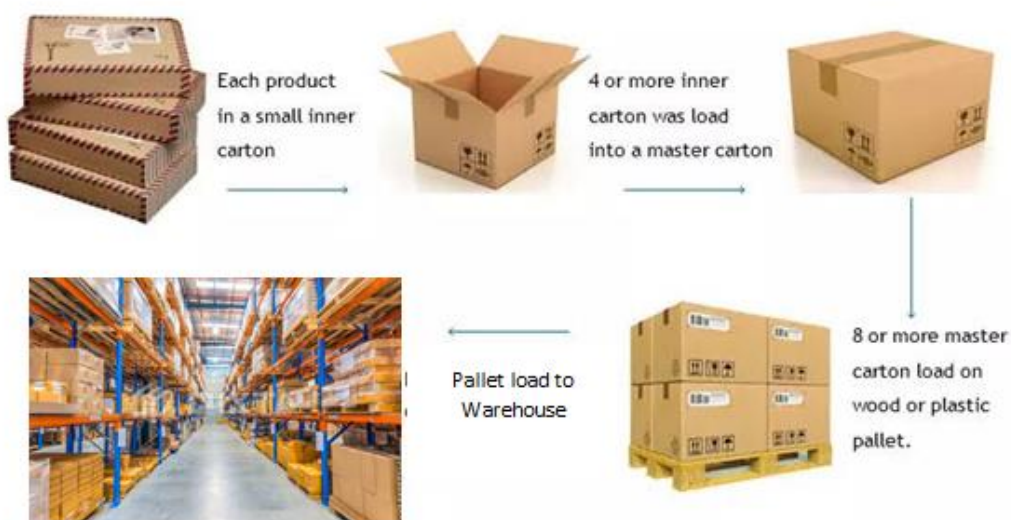 Each product
in a small inner
carton
4 or more inner
carton was load
into a master carton
8 or more master
carton load on
wood or plastic
pallet.
Pallet load to
Warehouse